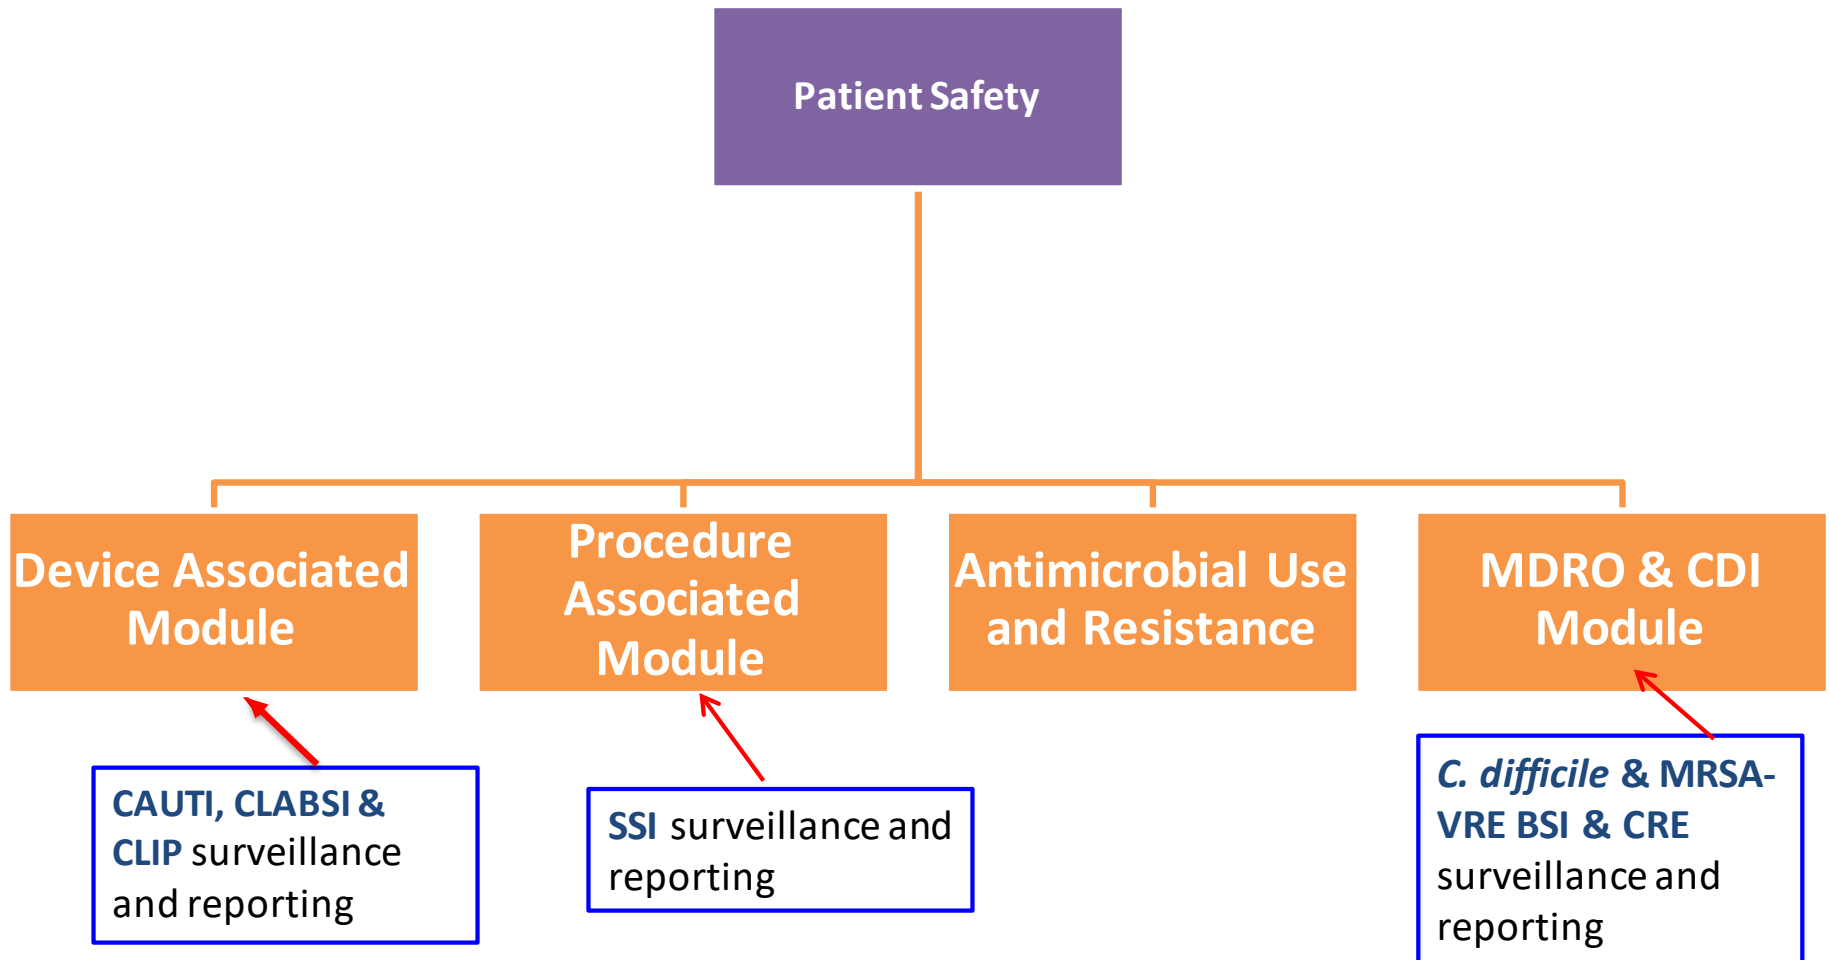 Patient Safety
Device Associated
Module
Procedure
Associated
Module
Antimicrobial Use
and Resistance
MDRO & CDI
Module
CAUTI, CLABSI &
CLIP surveillance
and reporting
SSI surveillance and
reporting
C. difficile & MRSA-
VRE BSI & CRE
surveillance and
reporting